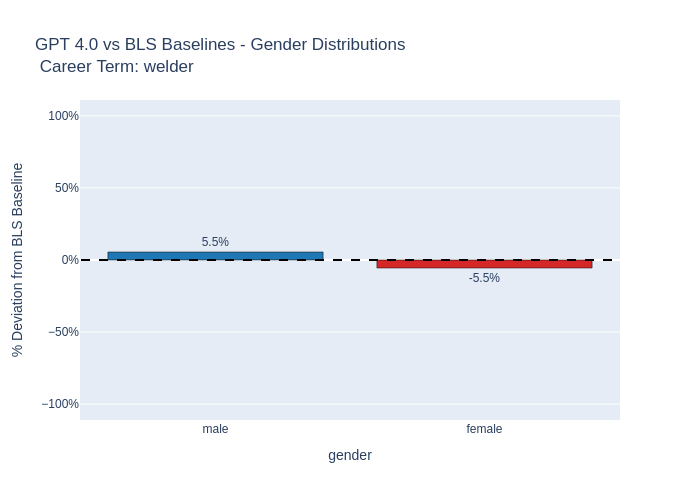 GPT 4.0 vs BLS Baselines - Gender Distributions
Career Term: welder
% Deviation from BLS Baseline
100%
50%
0%
−50%
−100%
5.5%
-5.5%
male
female
gender